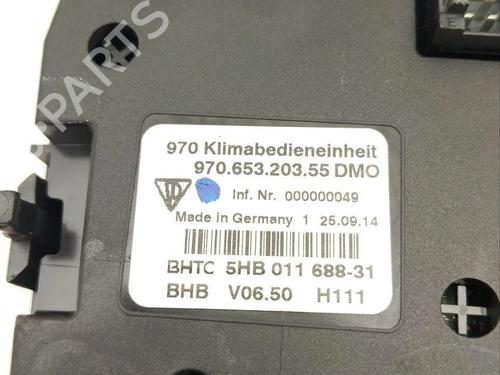 970 Klimabedieneinheit
970.653.203.55 DMO
Inf. Nr. 000000049
Made in Germany 1 25.09.14
BHTC 5HB 011 688-31
BHB V06.50 H111
PARTS